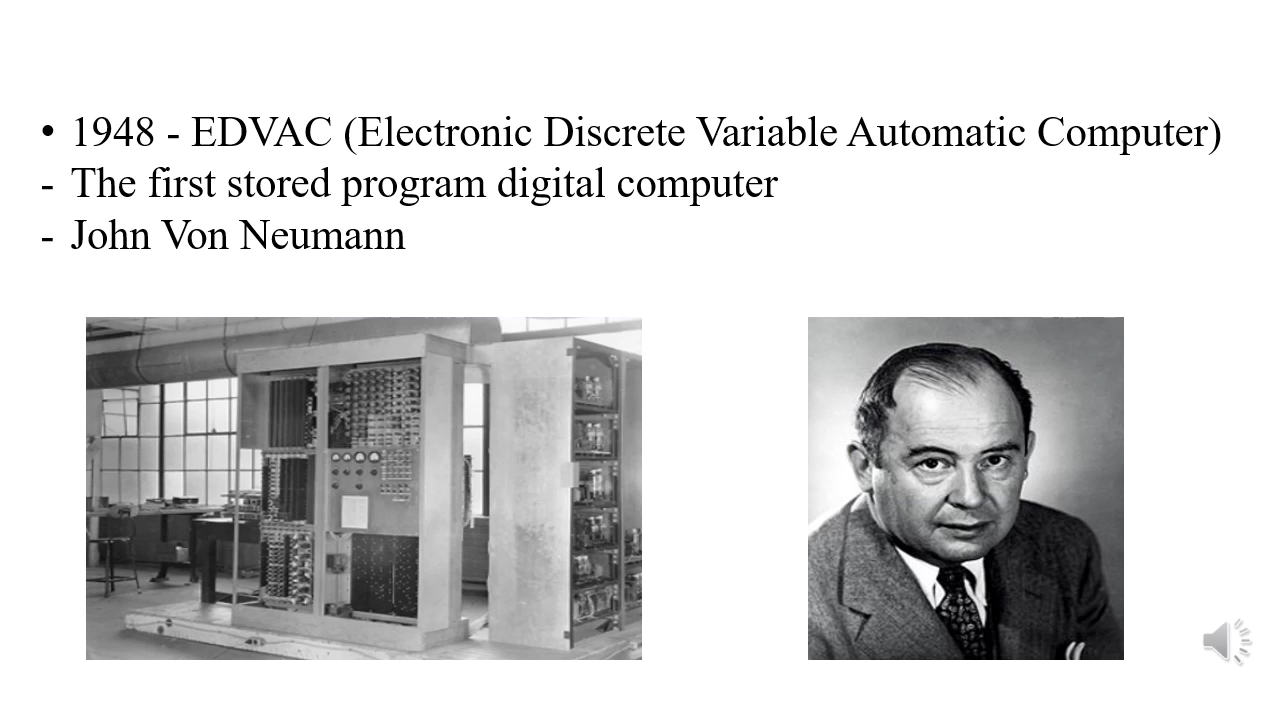 • 1948 - EDVAC (Electronic Discrete Variable Automatic Computer)
- The first stored program digital computer
- John Von Neumann